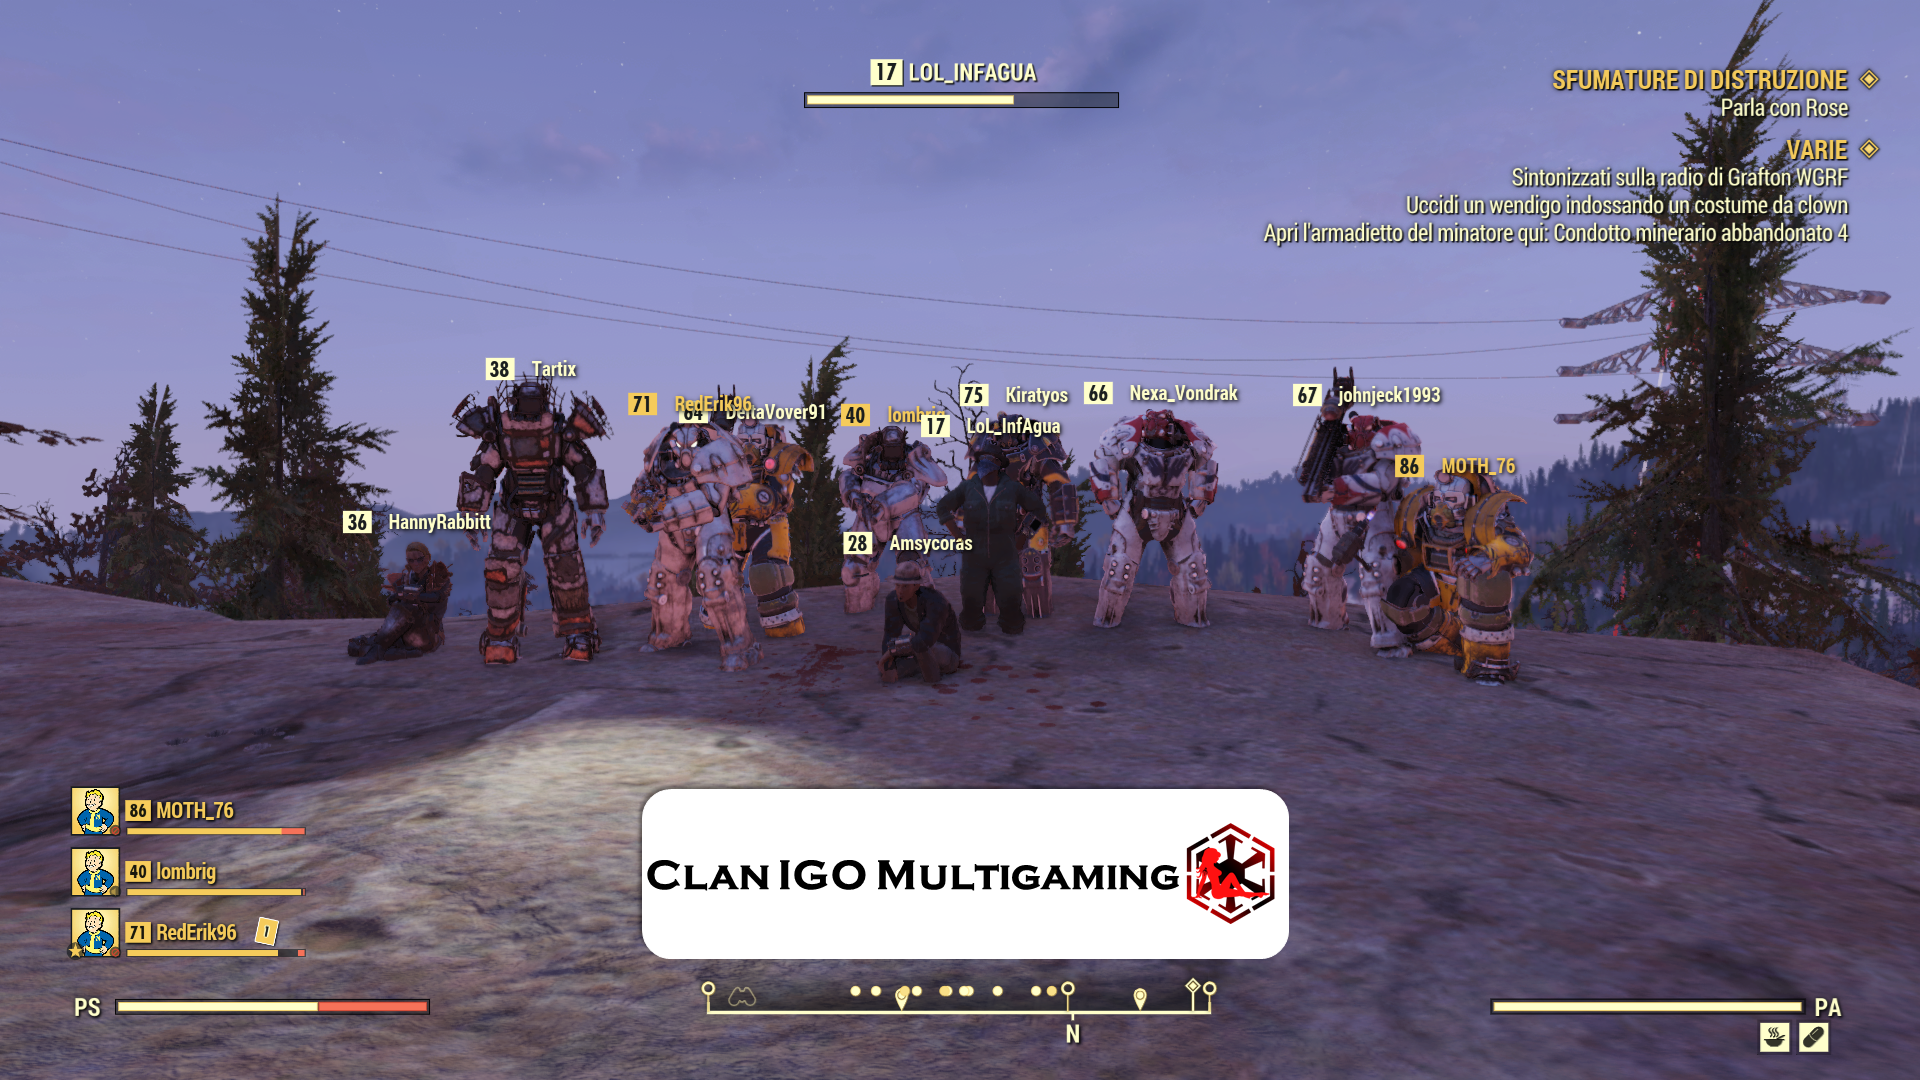 17 LOL_INFAGUA
SFUMATURE DI DISTRUZIONE
Parla con Rose
VARIE
Sintonizzati sulla radio di Grafton WGRF
Uccidi un wendigo indossando un costume da clown
Apri l'armadietto del minatore qui: Condotto minerario abbandonato 4
38 Tartix
71 RedErik96
64 DeltaVover91
40 lombrig
75 Kiratyos
66 Nexa_Vondrak
67 johnjeck1993
17 LoL_InfAgua
86 MOTH_76
36 HannyRabbitt
28 Amsycoras
86 MOTH_76
40 lombrig
71 RedErik96 I
CLAN IGO MULTIGAMING
PS
N
PA